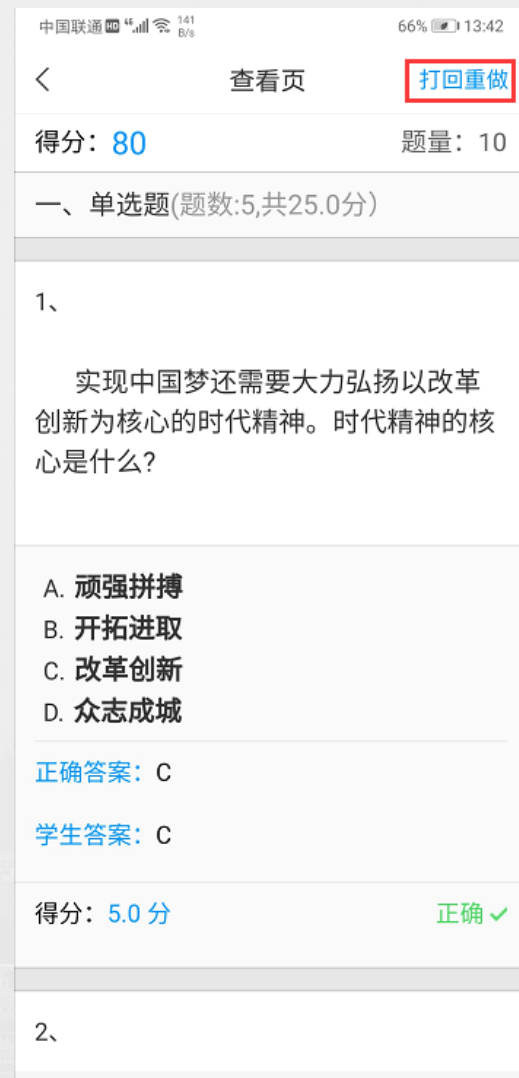 中国联通 HD 4G 141 B/s 66% 13:42
查看页 打回重做
得分：80 题量：10
一、单选题(题数:5,共25.0分)
1、
实现中国梦还需要大力弘扬以改革
创新为核心的时代精神。时代精神的核
心是什么?
A. 顽强拼搏
B. 开拓进取
C. 改革创新
D. 众志成城
正确答案：C
学生答案：C
得分：5.0 分 正确
2、